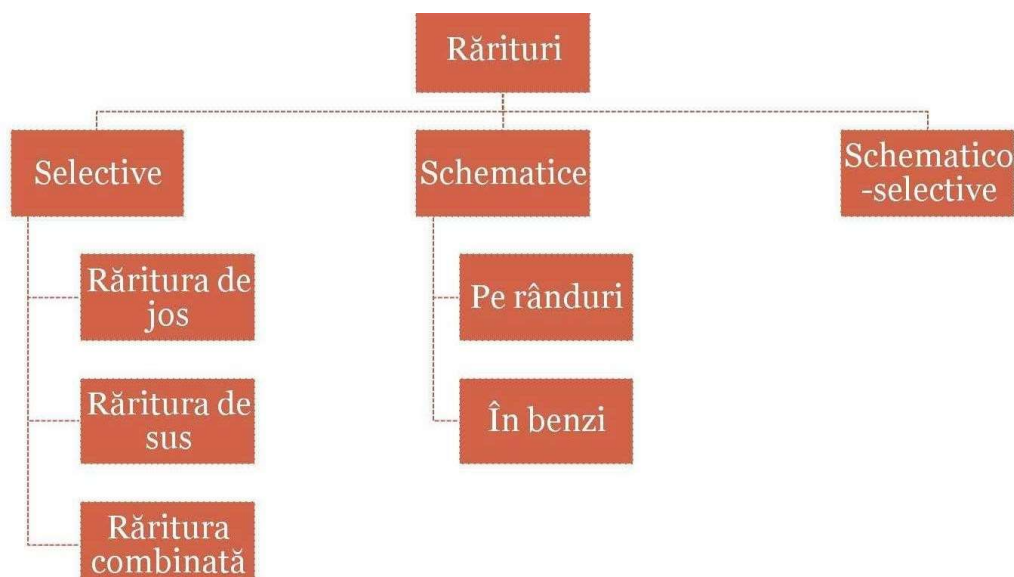 Rărituri
Selective
Schematice
Schematico
-selective
Răritura de
jos
Pe rânduri
Răritura de
sus
În benzi
Răritura
combinată